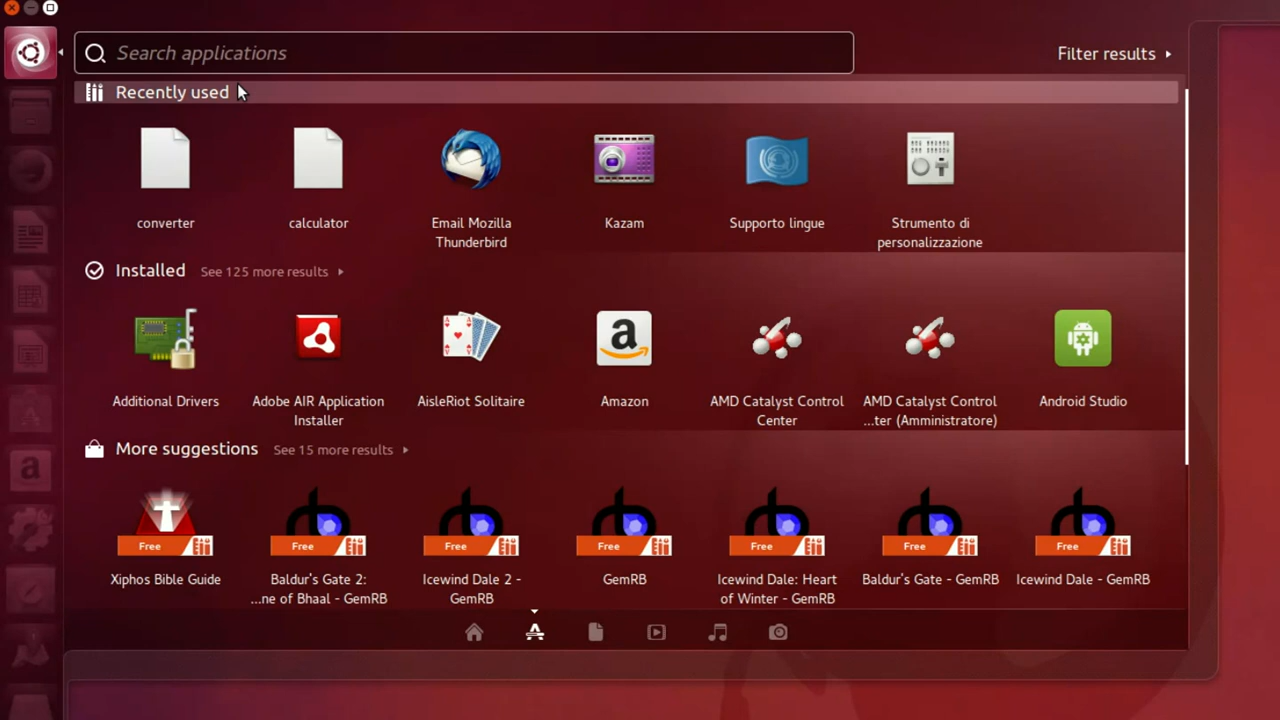 Search applications
Filter results
Recently used
converter
calculator
Email Mozilla
Thunderbird
Kazam
Supporto lingue
Strumento di
personalizzazione
Installed See 125 more results
Additional Drivers
Adobe AIR Application
Installer
AisleRiot Solitaire
Amazon
AMD Catalyst Control
Center
AMD Catalyst Control
...ter (Amministratore)
Android Studio
More suggestions See 15 more results
Free
Free
Free
Free
Free
Free
Free
Xiphos Bible Guide
Baldur's Gate 2:
...ne of Bhaal - GemRB
Icewind Dale 2 -
GemRB
GemRB
Icewind Dale: Heart
of Winter - GemRB
Baldur's Gate - GemRB
Icewind Dale - GemRB